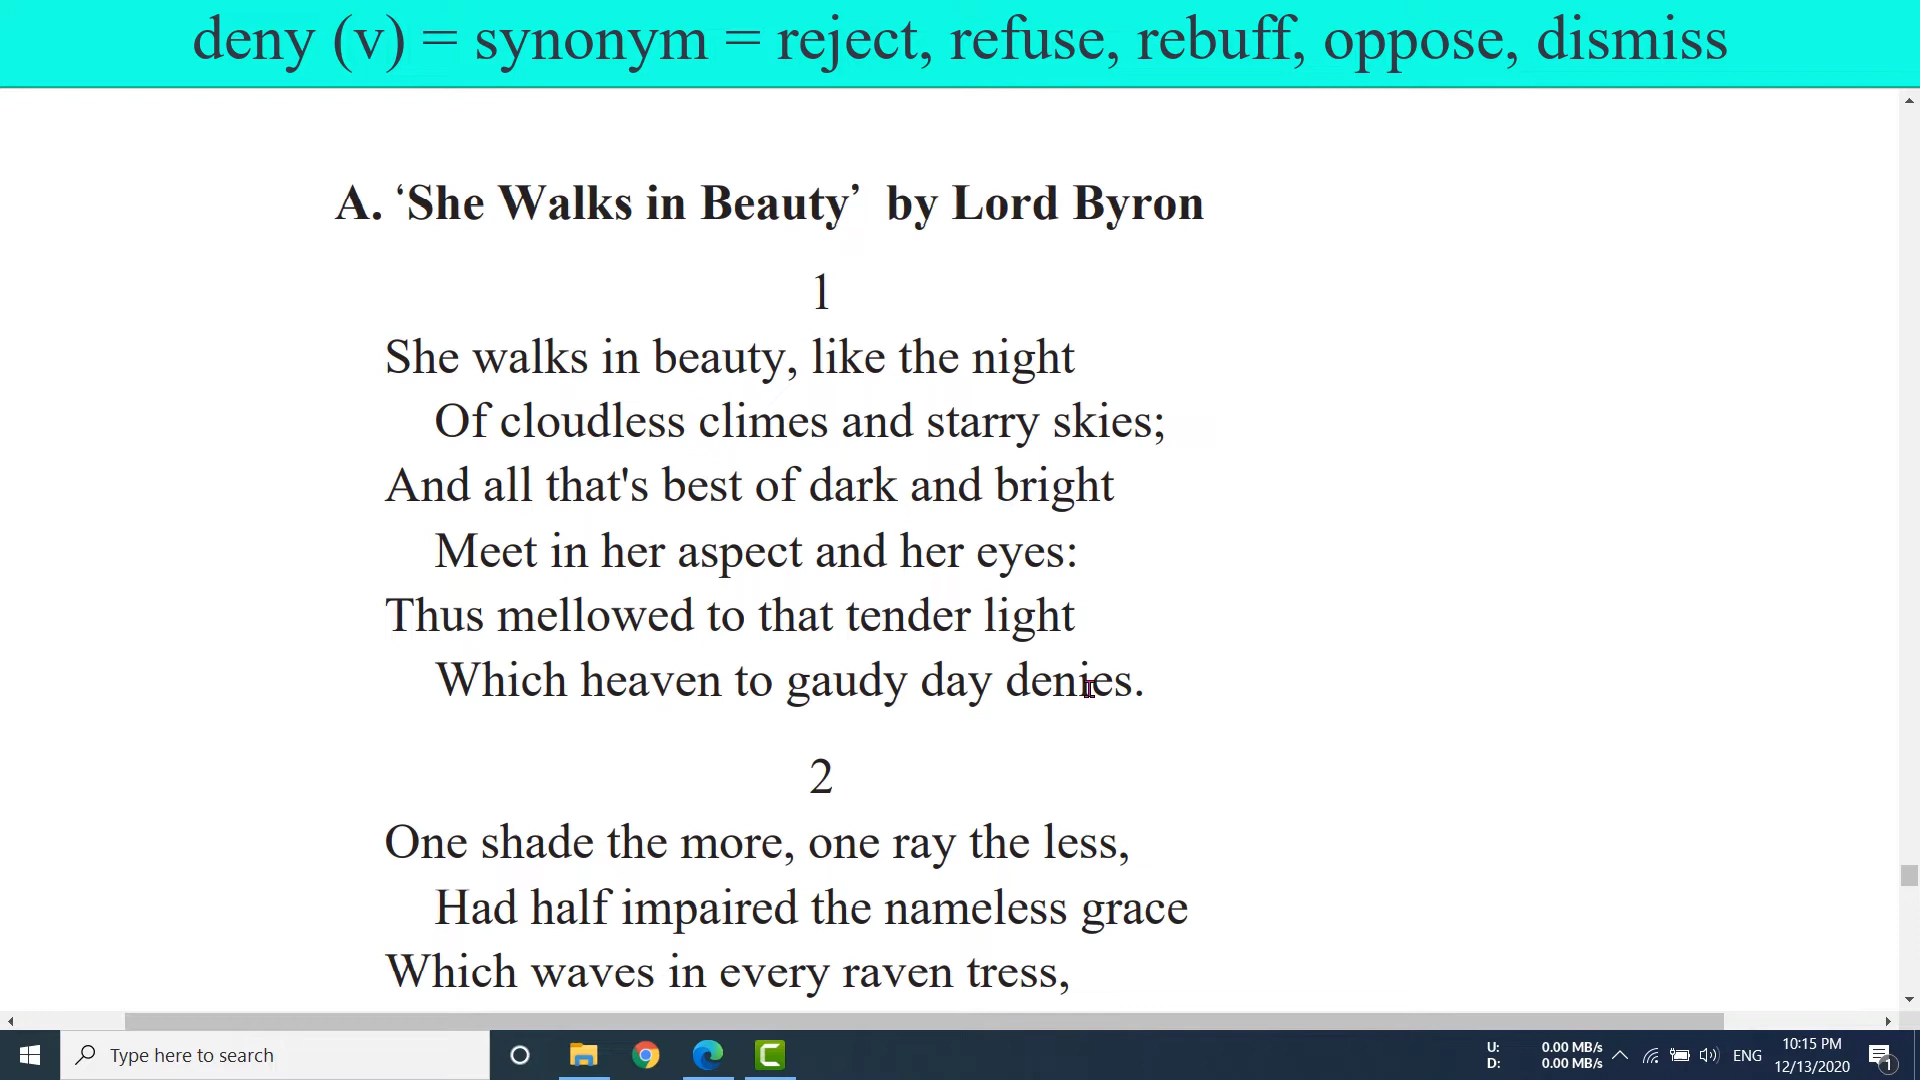 deny (v) = synonym = reject, refuse, rebuff, oppose, dismiss
A. ‘She Walks in Beauty’ by Lord Byron
1
She walks in beauty, like the night
Of cloudless climes and starry skies;
And all that's best of dark and bright
Meet in her aspect and her eyes:
Thus mellowed to that tender light
Which heaven to gaudy day denies.
2
One shade the more, one ray the less,
Had half impaired the nameless grace
Which waves in every raven tress,
Type here to search
U: 0.00 MB/s
D: 0.00 MB/s
ENG
10:15 PM
12/13/2020
1